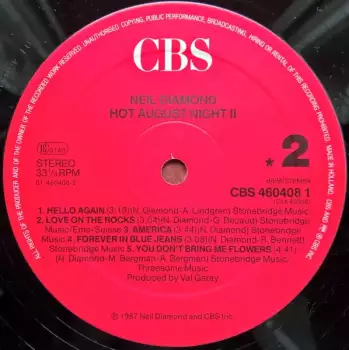 UNAUTHORISED COPYING, PUBLIC PERFORMANCE, BROADCASTING, HIRING OR RENTAL OF THIS RECORD PROHIBITED.
ALL RIGHTS OF THE PRODUCER AND OF THE OWNER OF THE RECORDED WORK RESERVED.
MADE IN HOLLAND.
CBS
NEIL DIAMOND
HOT AUGUST NIGHT II
STEREO
33⅓ RPM
* 2
CBS 460408 1
1. HELLO AGAIN (3.18)(N. Diamond-A. Lindgren) Stonebridge Music
2. LOVE ON THE ROCKS (3.04)(N. Diamond-G. Becaud) Stonebridge
Music/Emi-Suisse 3. AMERICA (3.44)(N. Diamond) Stonebridge
Music 4. FOREVER IN BLUE JEANS (3.08)(N. Diamond-R. Bennett)
Stonebridge Music 5. YOU DON'T BRING ME FLOWERS (4.41)
(N. Diamond-M. Bergman-A. Bergman) Stonebridge Music/
Threesome Music
Produced by Val Garay
℗ 1987 Neil Diamond and CBS Inc.